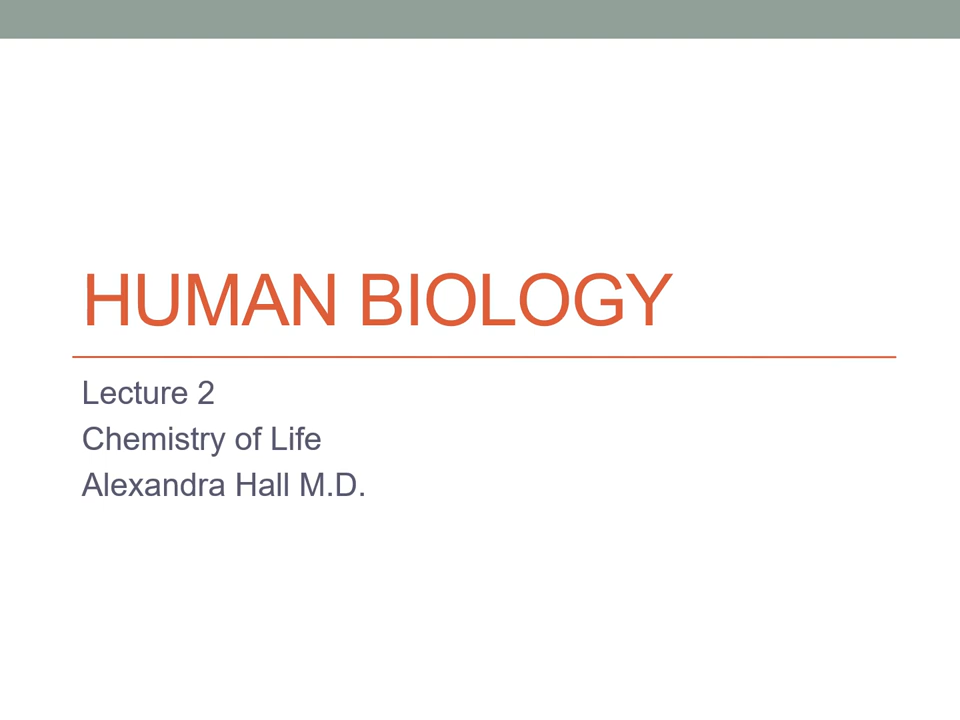 HUMAN BIOLOGY
Lecture 2
Chemistry of Life
Alexandra Hall M.D.